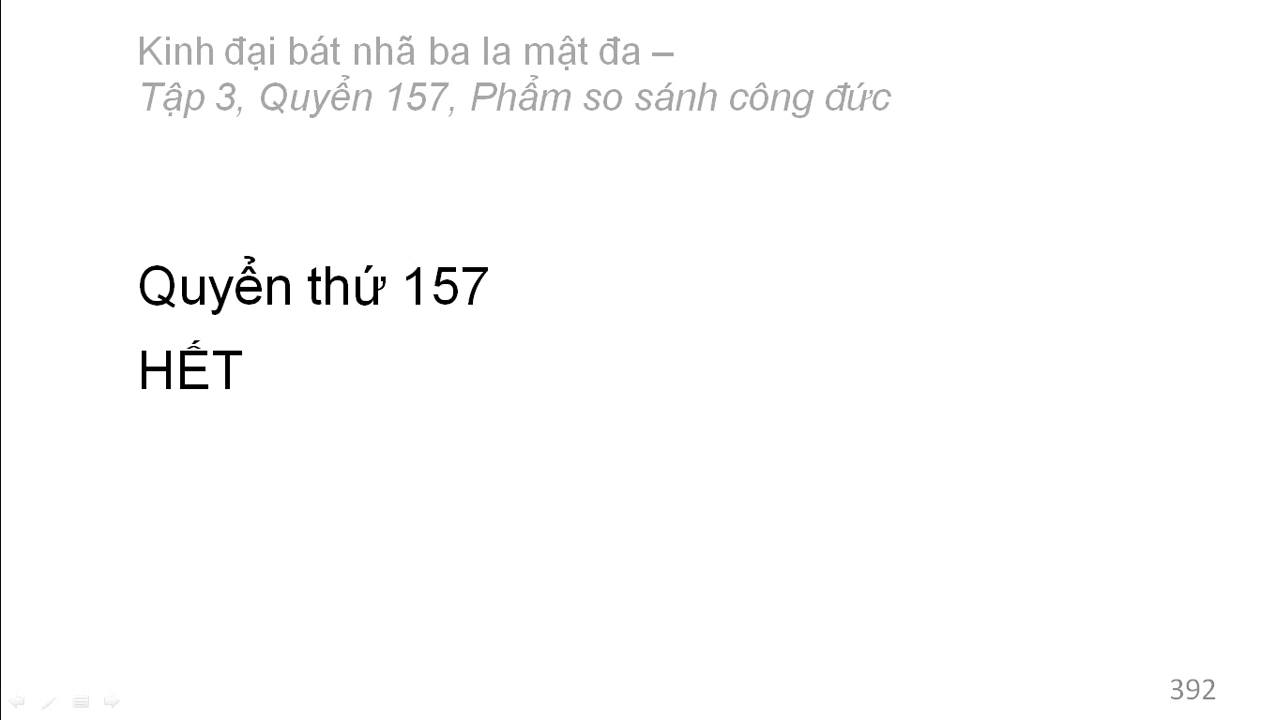 Kinh đại bát nhã ba la mật đa –
Tập 3, Quyển 157, Phẩm so sánh công đức
Quyển thứ 157
HẾT
392